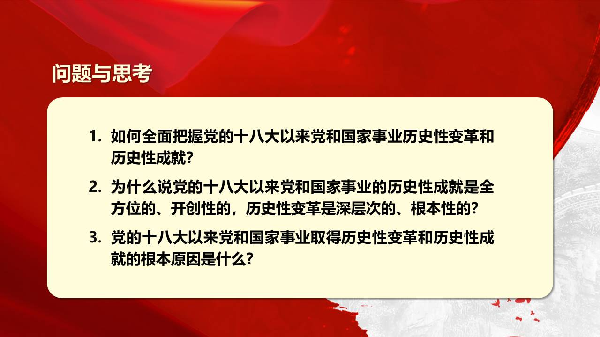 问题与思考
1. 如何全面把握党的十八大以来党和国家事业历史性变革和
历史性成就?
2. 为什么说党的十八大以来党和国家事业的历史性成就是全
方位的、开创性的，历史性变革是深层次的、根本性的?
3. 党的十八大以来党和国家事业取得历史性变革和历史性成
就的根本原因是什么?